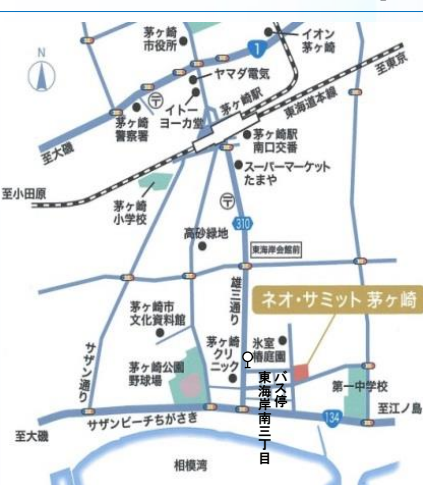 N
茅ヶ崎
市役所
1
イオン
茅ヶ崎
至東京
ヤマダ電気
〒
イトー
ヨーカ堂
茅ヶ崎駅
東海道本線
茅ヶ崎
警察署
至大磯
茅ヶ崎駅
南口交番
スーパーマーケット
たまや
至小田原
茅ヶ崎
小学校
〒
310
高砂緑地
東海岸会館前
雄三通り
ネオ・サミット 茅ヶ崎
茅ヶ崎市
文化資料館
サザン通り
茅ヶ崎
クリ
ニック
氷室
椿庭園
茅ヶ崎公園
野球場
バス停
東海岸南三丁目
第一中学校
サザンビーチちがさき
134
至江ノ島
至大磯
相模湾